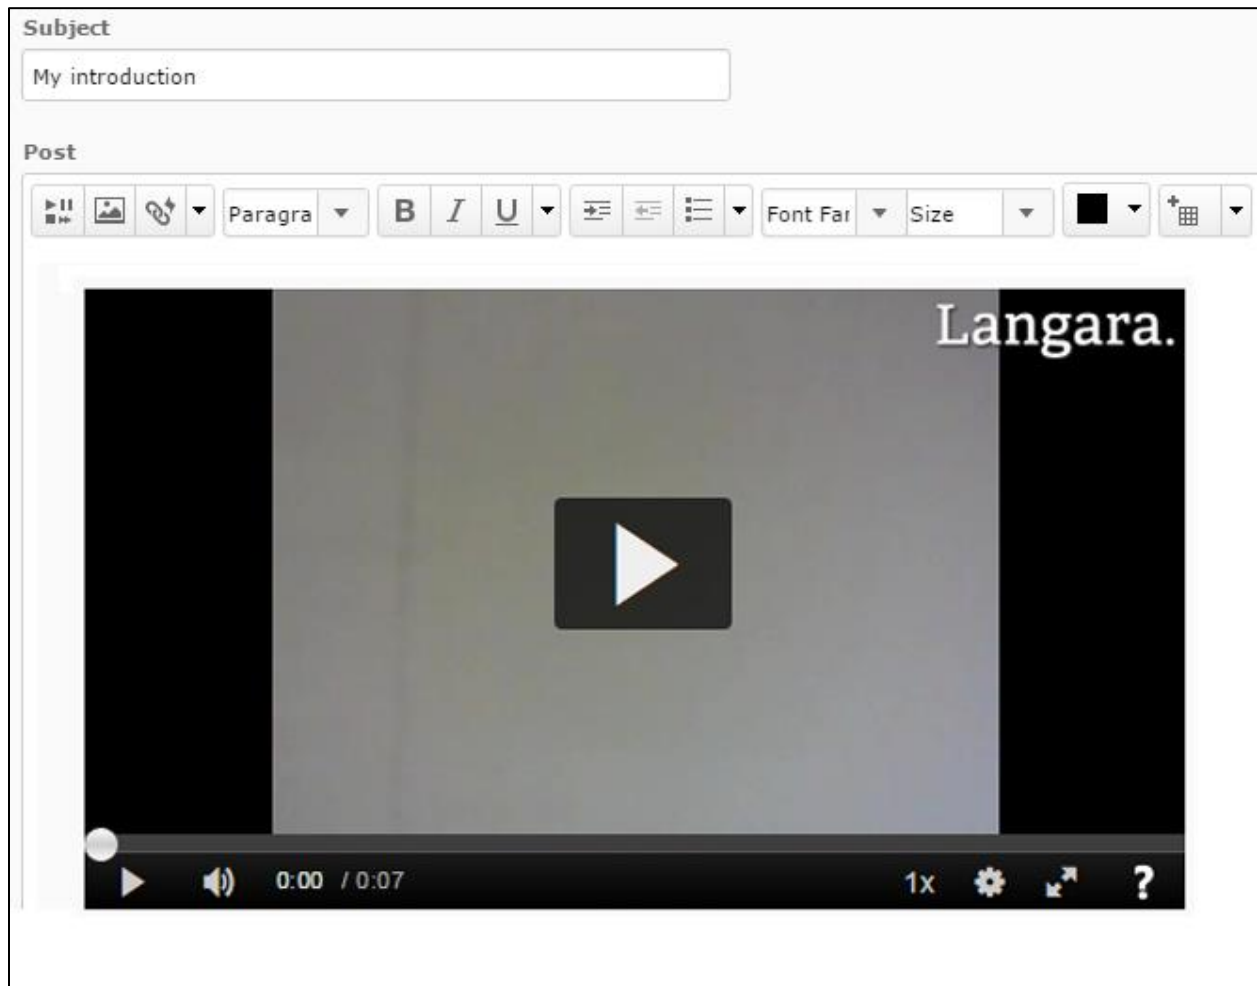 Subject
My introduction
Post
Paragra B I U Font Far Size
Langara.
0:00 / 0:07 1x ?